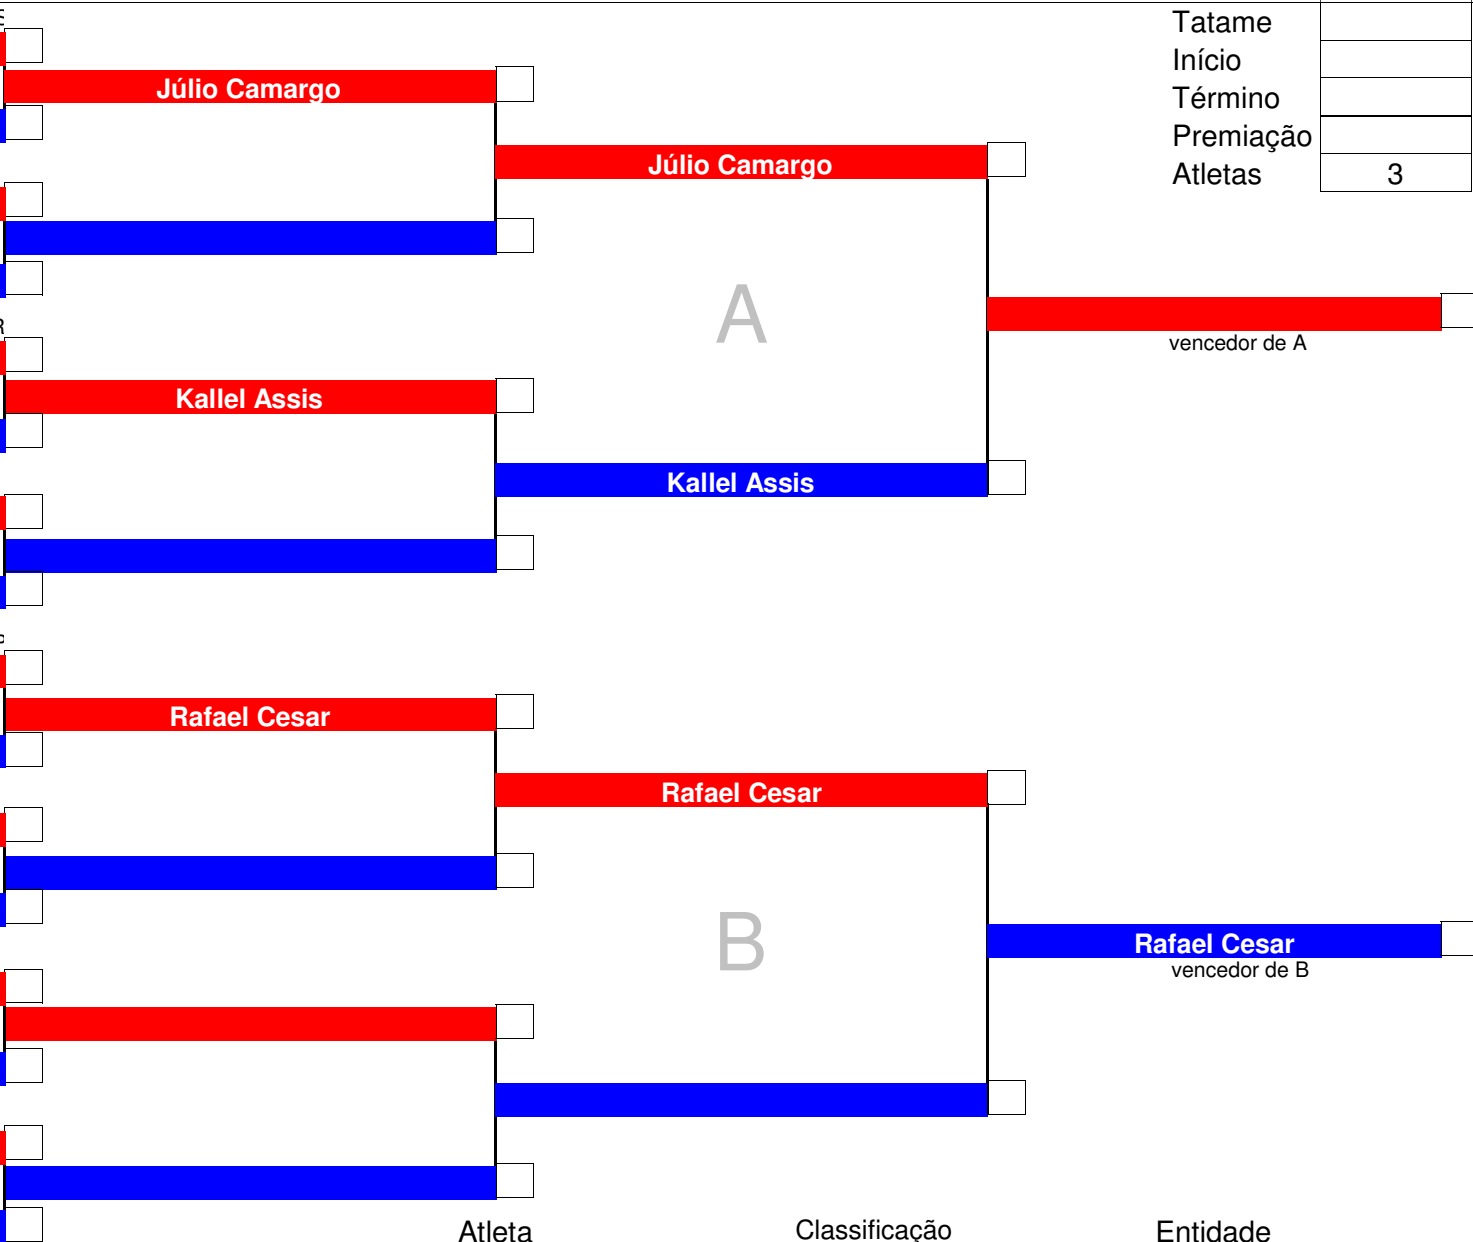 Tatame
Início
Término
Premiação
Atletas 3
Júlio Camargo
Júlio Camargo
A
vencedor de A
Kallel Assis
Kallel Assis
Rafael Cesar
Rafael Cesar
B
Rafael Cesar
vencedor de B
Atleta Classificação Entidade